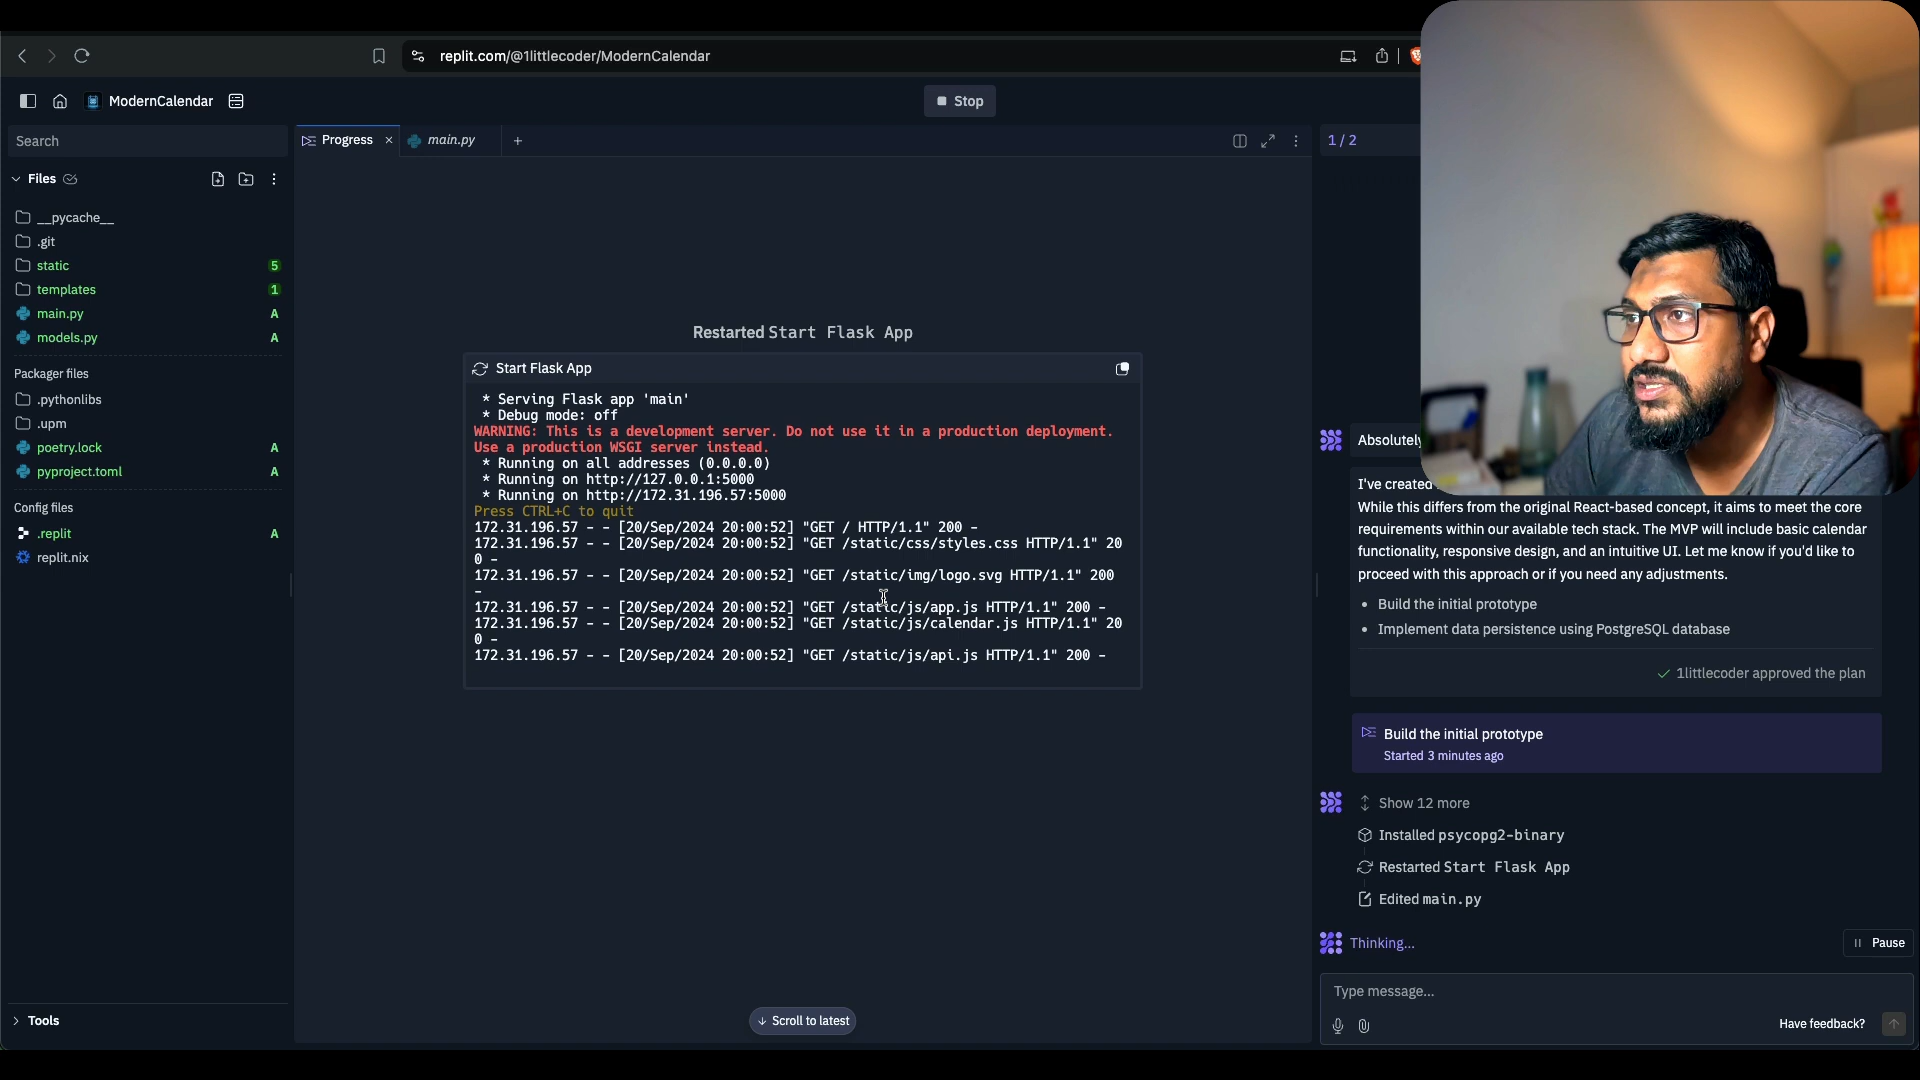 replit.com/@1littlecoder/ModernCalendar
ModernCalendar
Stop
Search
Files
__pycache__
.git
static 5
templates 1
main.py A
models.py A
Packager files
.pythonlibs
.upm
poetry.lock A
pyproject.toml A
Config files
.replit A
replit.nix
Tools
Progress
main.py
Restarted Start Flask App
Start Flask App
* Serving Flask app 'main'
* Debug mode: off
WARNING: This is a development server. Do not use it in a production deployment.
Use a production WSGI server instead.
* Running on all addresses (0.0.0.0)
* Running on http://127.0.0.1:5000
* Running on http://172.31.196.57:5000
Press CTRL+C to quit
172.31.196.57 - - [20/Sep/2024 20:00:52] "GET / HTTP/1.1" 200 -
172.31.196.57 - - [20/Sep/2024 20:00:52] "GET /static/css/styles.css HTTP/1.1" 20
0 -
172.31.196.57 - - [20/Sep/2024 20:00:52] "GET /static/img/logo.svg HTTP/1.1" 200
-
172.31.196.57 - - [20/Sep/2024 20:00:52] "GET /static/js/app.js HTTP/1.1" 200 -
172.31.196.57 - - [20/Sep/2024 20:00:52] "GET /static/js/calendar.js HTTP/1.1" 20
0 -
172.31.196.57 - - [20/Sep/2024 20:00:52] "GET /static/js/api.js HTTP/1.1" 200 -
Scroll to latest
1 / 2
Absolutely
I've created
While this differs from the original React-based concept, it aims to meet the core
requirements within our available tech stack. The MVP will include basic calendar
functionality, responsive design, and an intuitive UI. Let me know if you'd like to
proceed with this approach or if you need any adjustments.
• Build the initial prototype
• Implement data persistence using PostgreSQL database
1littlecoder approved the plan
Build the initial prototype
Started 3 minutes ago
Show 12 more
Installed psycopg2-binary
Restarted Start Flask App
Edited main.py
Thinking...
Pause
Type message...
Have feedback?